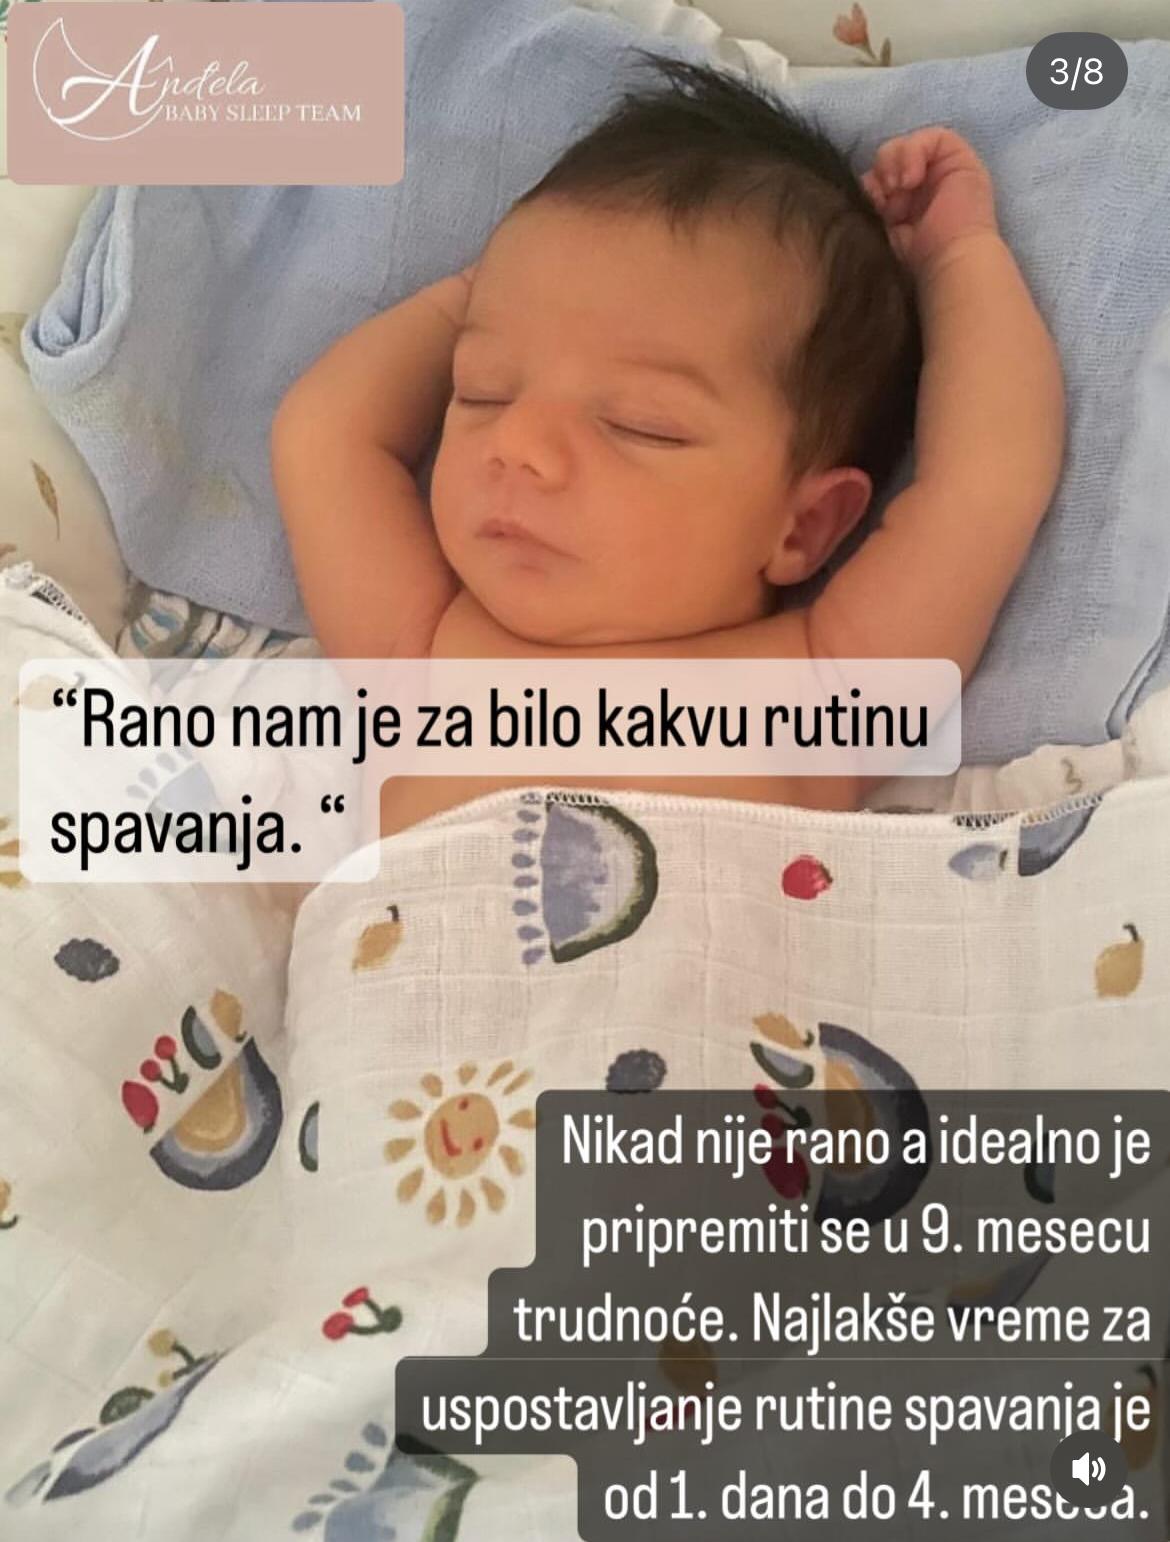 Anđela
BABY SLEEP TEAM
3/8
“Rano nam je za bilo kakvu rutinu
spavanja. “
Nikad nije rano a idealno je
pripremiti se u 9. mesecu
trudnoće. Najlakše vreme za
uspostavljanje rutine spavanja je
od 1. dana do 4. meseca.